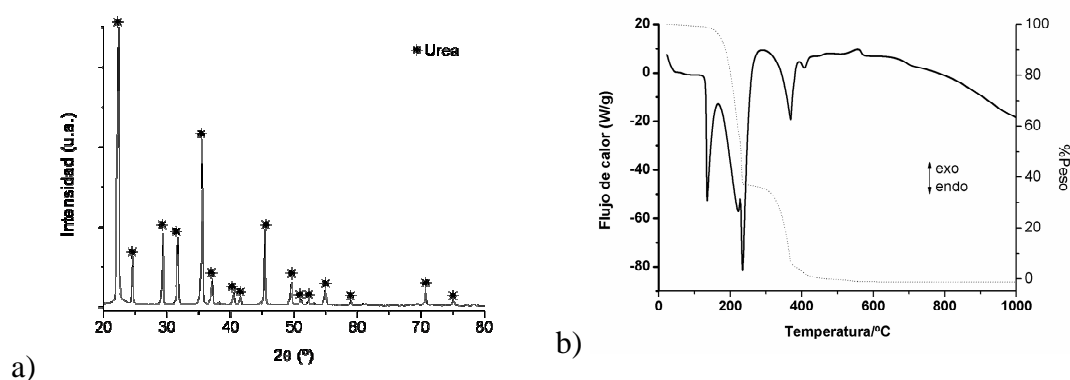 Intensidad (u.a.)
✷ Urea
20 30 40 50 60 70 80
2θ (º)
a)
20
0
-20
-40
-60
-80
Flujo de calor (W/g)
100
80
60
40
20
0
%Peso
exo
endo
0 200 400 600 800 1000
Temperatura/ºC
b)